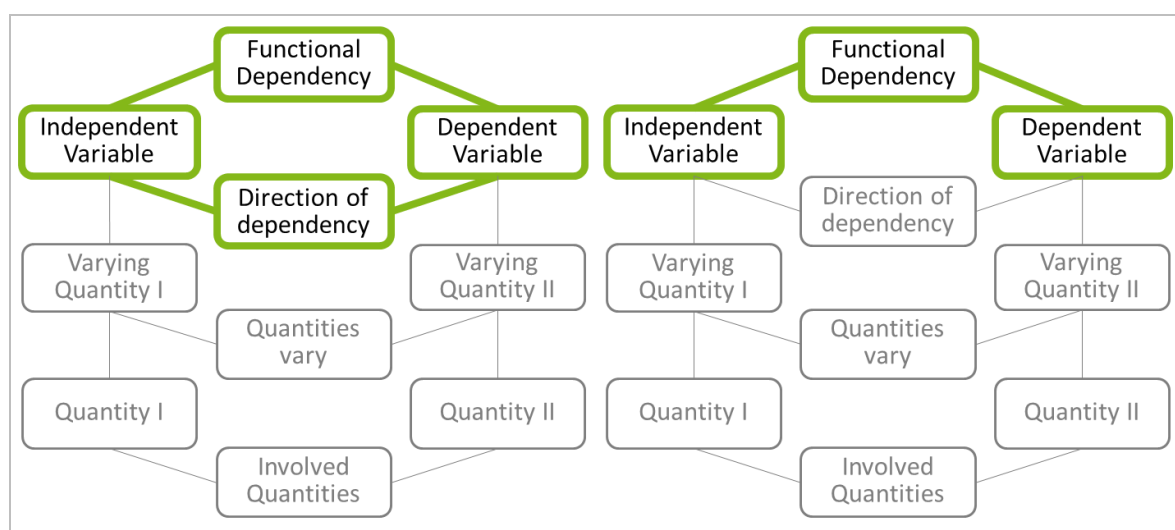 Functional
Dependency
Independent
Variable
Dependent
Variable
Direction of
dependency
Varying
Quantity I
Varying
Quantity II
Quantities
vary
Quantity I
Quantity II
Involved
Quantities
Functional
Dependency
Independent
Variable
Dependent
Variable
Direction of
dependency
Varying
Quantity I
Varying
Quantity II
Quantities
vary
Quantity I
Quantity II
Involved
Quantities